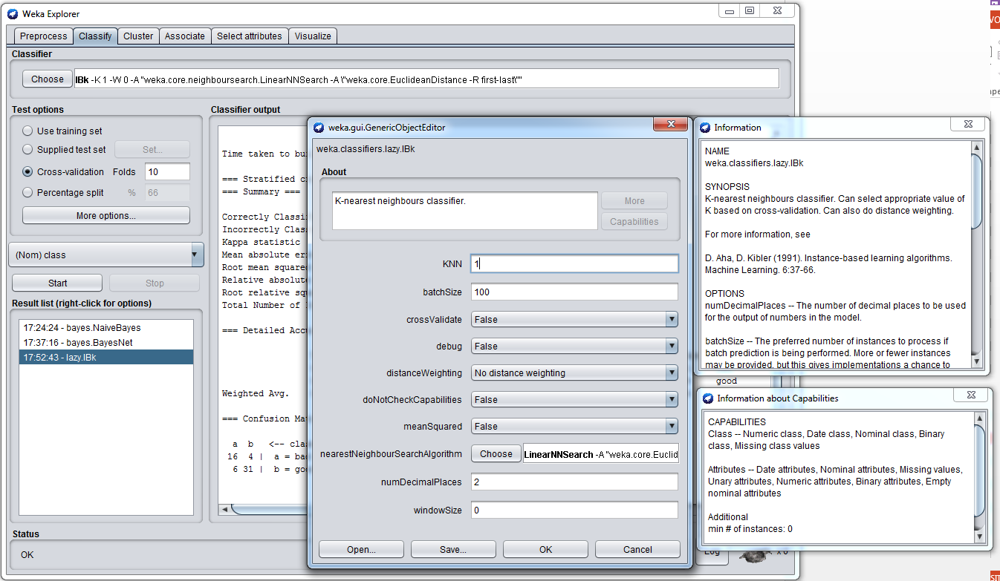 Weka Explorer
Preprocess Classify Cluster Associate Select attributes Visualize
Classifier
Choose IBk -K 1 -W 0 -A "weka.core.neighboursearch.LinearNNSearch -A \"weka.core.EuclideanDistance -R first-last\""
Test options
Use training set
Supplied test set Set...
Cross-validation Folds 10
Percentage split % 66
More options...
(Nom) class
Start Stop
Result list (right-click for options)
17:24:24 - bayes.NaiveBayes
17:37:16 - bayes.BayesNet
17:52:43 - lazy.IBk
Status
OK
Classifier output
Time taken to bu
=== Stratified c
=== Summary ===
Correctly Classi
Incorrectly Clas
Kappa statistic
Mean absolute er
Root mean square
Relative absolut
Root relative sq
Total Number of
=== Detailed Acc
Weighted Avg.
=== Confusion Ma
a b <-- cla
16 4 | a = ba
6 31 | b = go
weka.gui.GenericObjectEditor
weka.classifiers.lazy.IBk
About
K-nearest neighbours classifier.
More
Capabilities
KNN 1
batchSize 100
crossValidate False
debug False
distanceWeighting No distance weighting
doNotCheckCapabilities False
meanSquared False
nearestNeighbourSearchAlgorithm Choose LinearNNSearch -A "weka.core.Euclid
numDecimalPlaces 2
windowSize 0
Open... Save... OK Cancel
Information
NAME
weka.classifiers.lazy.IBk
SYNOPSIS
K-nearest neighbours classifier. Can select appropriate value of
K based on cross-validation. Can also do distance weighting.
For more information, see
D. Aha, D. Kibler (1991). Instance-based learning algorithms.
Machine Learning. 6:37-66.
OPTIONS
numDecimalPlaces -- The number of decimal places to be used
for the output of numbers in the model.
batchSize -- The preferred number of instances to process if
batch prediction is being performed. More or fewer instances
may be provided, but this gives implementations a chance to
good
Information about Capabilities
CAPABILITIES
Class -- Numeric class, Date class, Nominal class, Binary
class, Missing class values
Attributes -- Date attributes, Nominal attributes, Missing values,
Unary attributes, Numeric attributes, Binary attributes, Empty
nominal attributes
Additional
min # of instances: 0
Log x 0